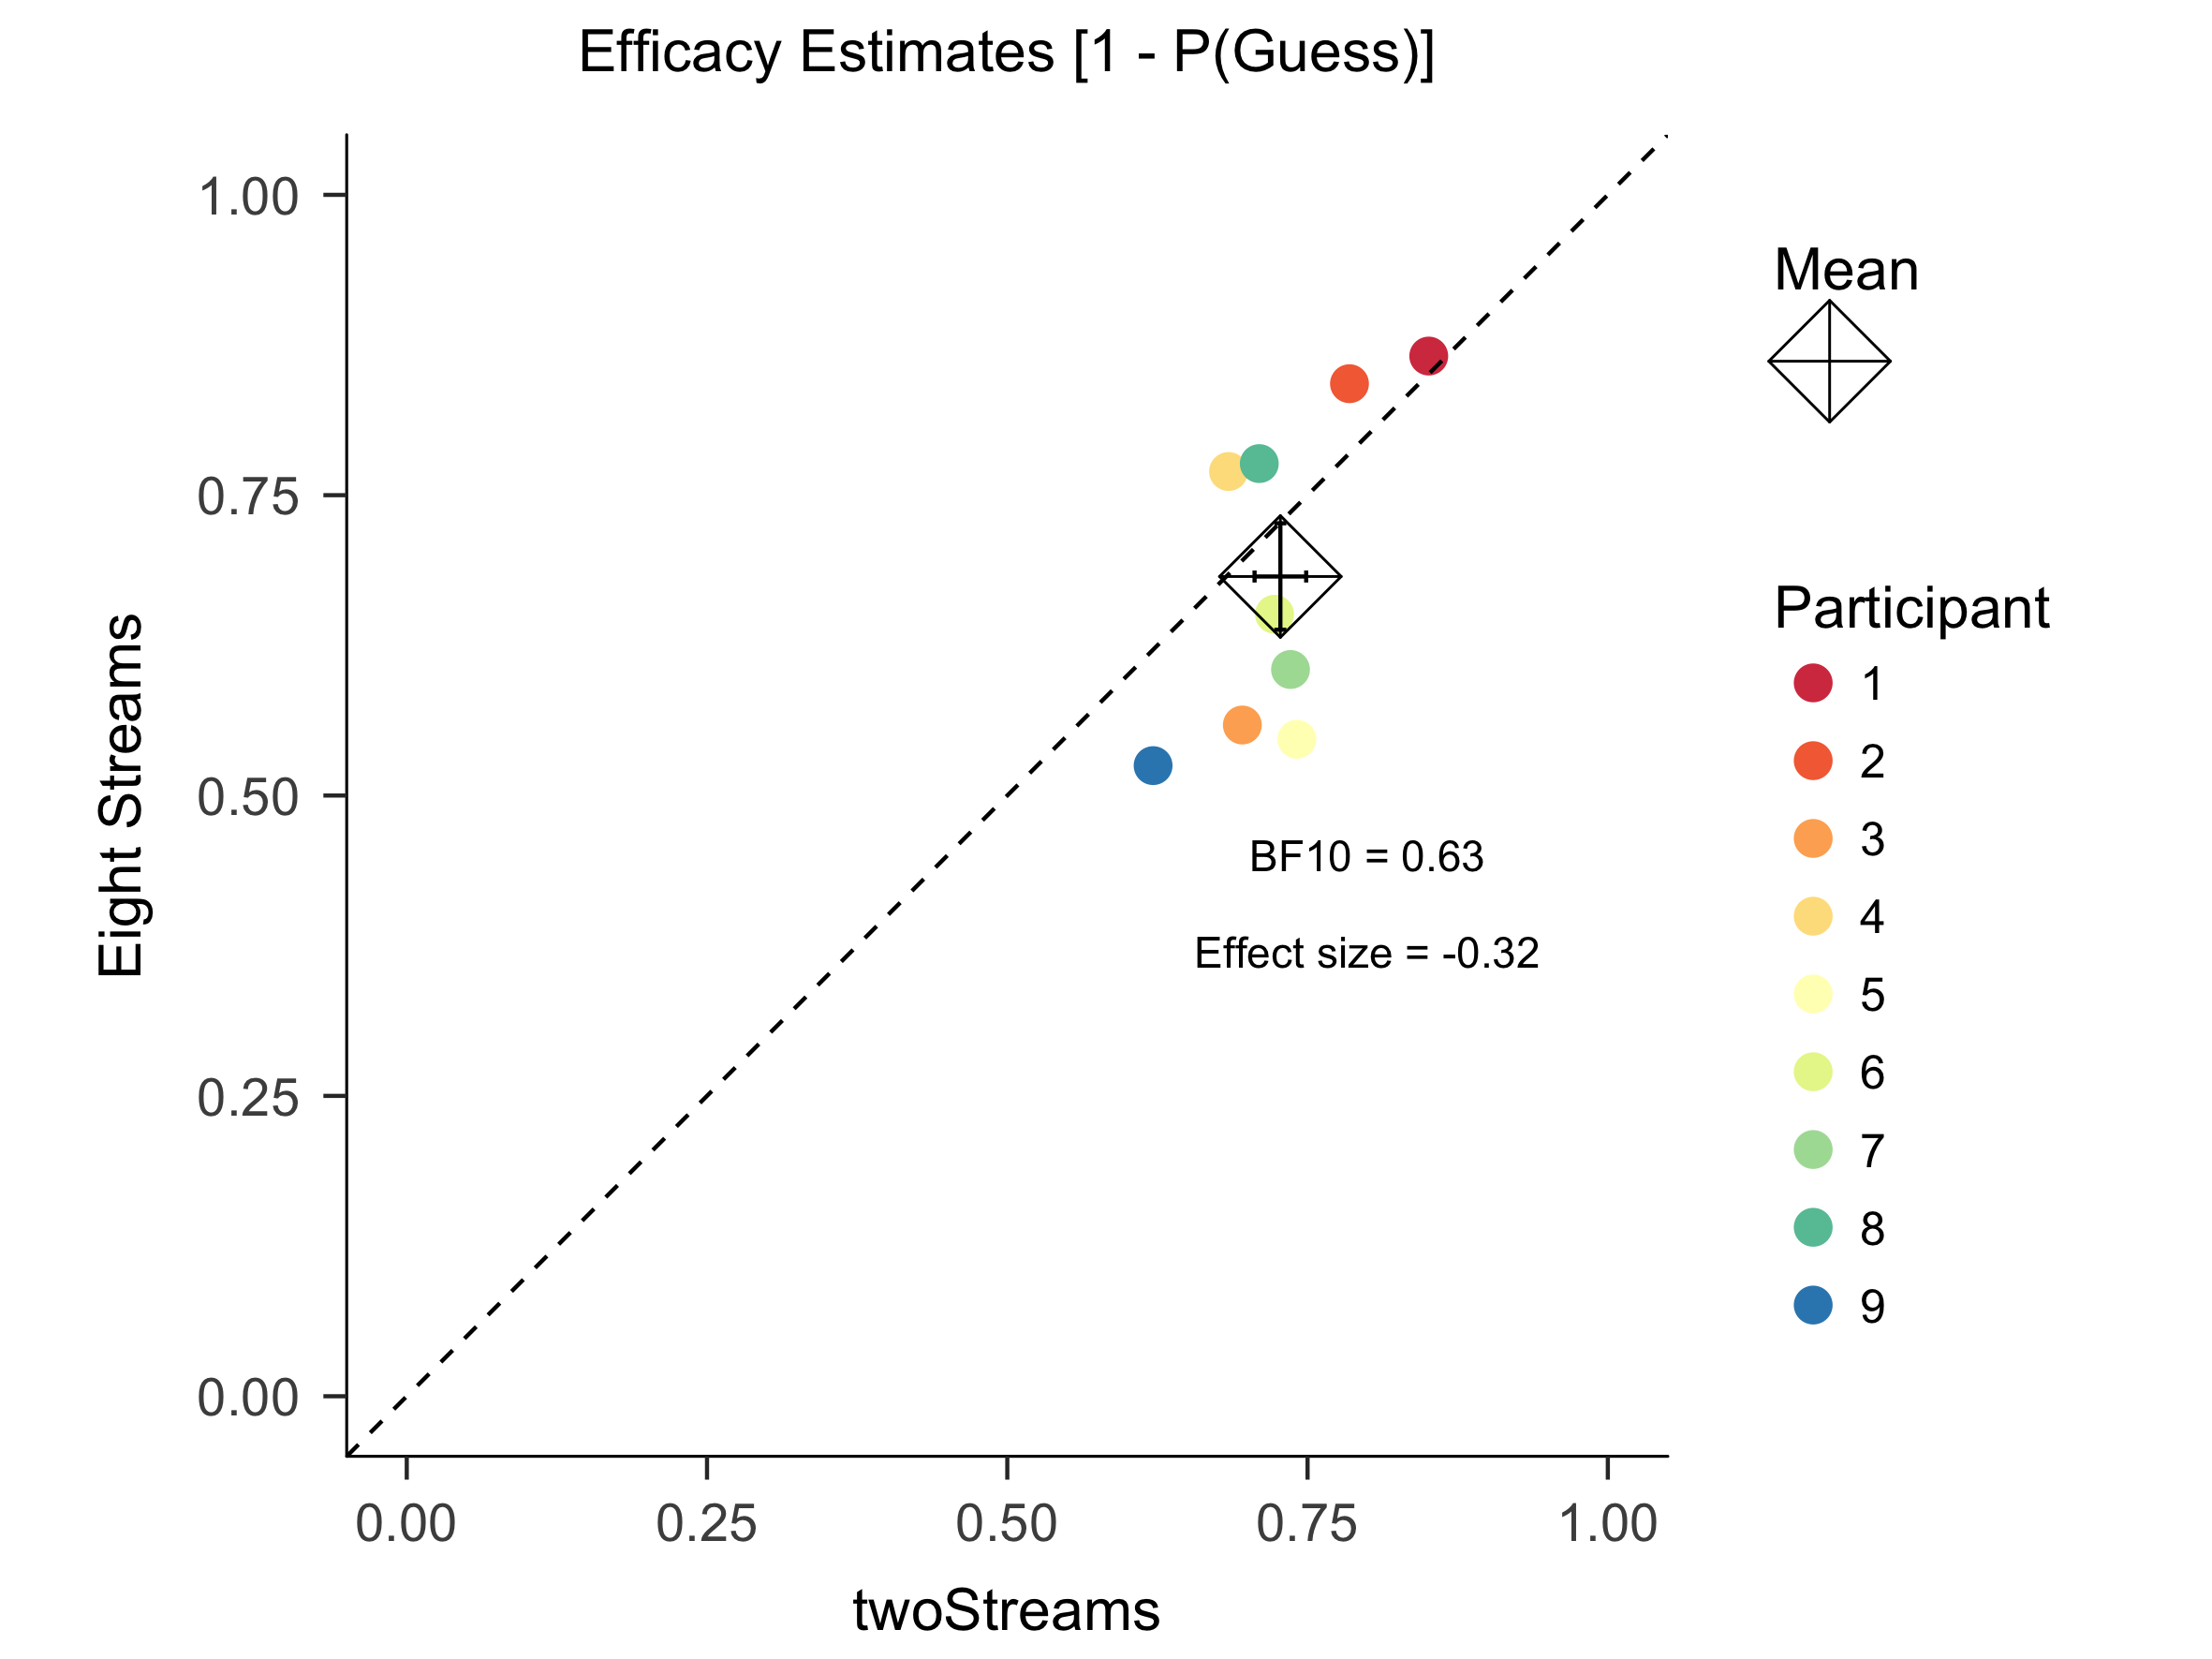 Efficacy Estimates [1 - P(Guess)]
Eight Streams
1.00
0.75
0.50
0.25
0.00
BF10 = 0.63
Effect size = -0.32
0.00 0.25 0.50 0.75 1.00
twoStreams
Mean
Participant
1
2
3
4
5
6
7
8
9